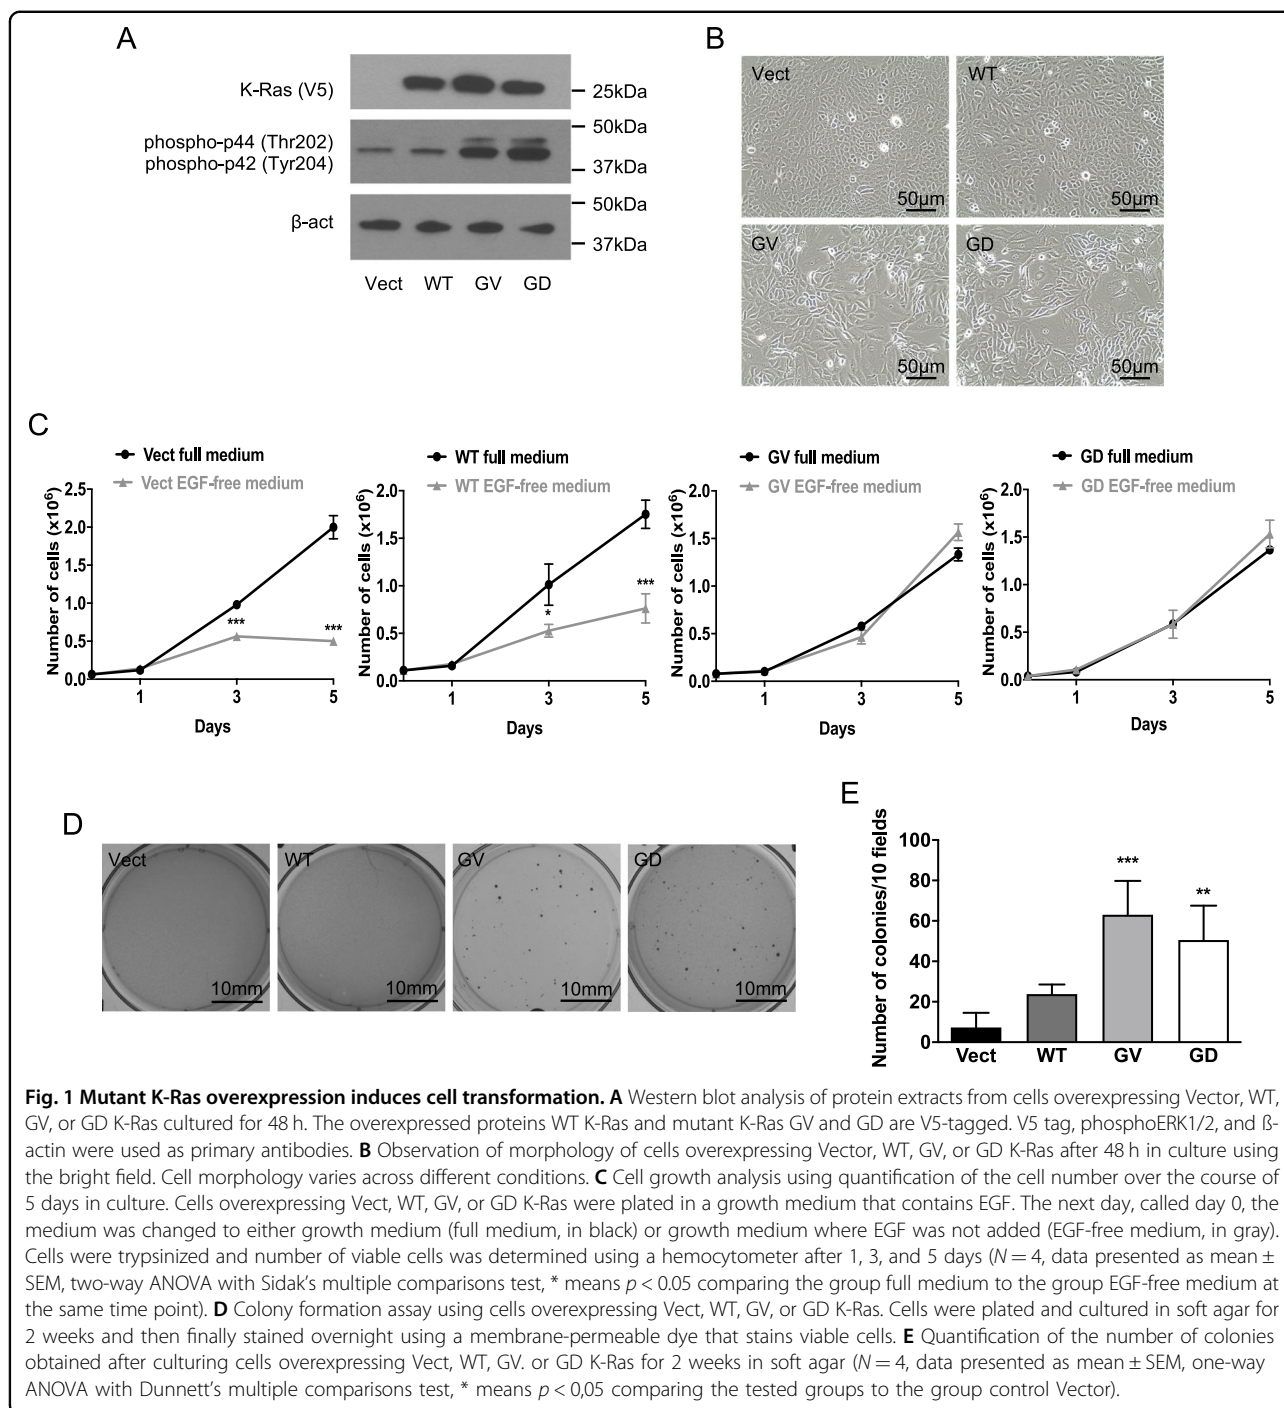 A
K-Ras (V5)
25kDa
phospho-p44 (Thr202)
phospho-p42 (Tyr204)
50kDa
37kDa
β-act
50kDa
37kDa
Vect WT GV GD
B
Vect
50µm
WT
50µm
GV
50µm
GD
50µm
C
Vect full medium
Vect EGF-free medium
Number of cells (x10⁶)
2.5
2.0
1.5
1.0
0.5
0.0
***
***
1 3 5
Days
WT full medium
WT EGF-free medium
Number of cells (x10⁶)
2.0
1.5
1.0
0.5
0.0
*
***
1 3 5
Days
GV full medium
GV EGF-free medium
Number of cells (x10⁶)
2.0
1.5
1.0
0.5
0.0
1 3 5
Days
GD full medium
GD EGF-free medium
Number of cells (x10⁶)
2.0
1.5
1.0
0.5
0.0
1 3 5
Days
D
Vect
10mm
WT
10mm
GV
10mm
GD
10mm
E
Number of colonies/10 fields
100
80
60
40
20
0
***
**
Vect WT GV GD
Fig. 1 Mutant K-Ras overexpression induces cell transformation. A Western blot analysis of protein extracts from cells overexpressing Vector, WT,
GV, or GD K-Ras cultured for 48 h. The overexpressed proteins WT K-Ras and mutant K-Ras GV and GD are V5-tagged. V5 tag, phosphoERK1/2, and ß-
actin were used as primary antibodies. B Observation of morphology of cells overexpressing Vector, WT, GV, or GD K-Ras after 48 h in culture using
the bright field. Cell morphology varies across different conditions. C Cell growth analysis using quantification of the cell number over the course of
5 days in culture. Cells overexpressing Vect, WT, GV, or GD K-Ras were plated in a growth medium that contains EGF. The next day, called day 0, the
medium was changed to either growth medium (full medium, in black) or growth medium where EGF was not added (EGF-free medium, in gray).
Cells were trypsinized and number of viable cells was determined using a hemocytometer after 1, 3, and 5 days (N = 4, data presented as mean ±
SEM, two-way ANOVA with Sidak's multiple comparisons test, * means p < 0.05 comparing the group full medium to the group EGF-free medium at
the same time point). D Colony formation assay using cells overexpressing Vect, WT, GV, or GD K-Ras. Cells were plated and cultured in soft agar for
2 weeks and then finally stained overnight using a membrane-permeable dye that stains viable cells. E Quantification of the number of colonies
obtained after culturing cells overexpressing Vect, WT, GV. or GD K-Ras for 2 weeks in soft agar (N = 4, data presented as mean ± SEM, one-way
ANOVA with Dunnett's multiple comparisons test, * means p < 0,05 comparing the tested groups to the group control Vector).